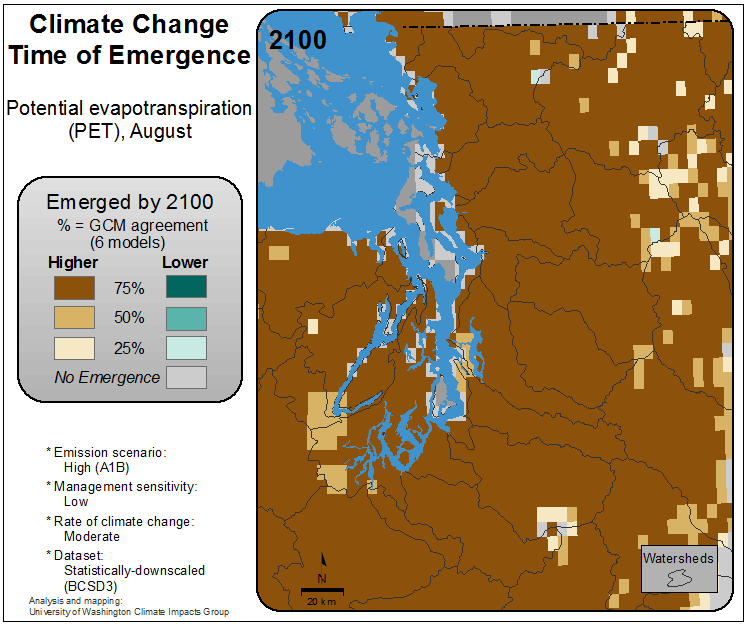 Climate Change
Time of Emergence
Potential evapotranspiration
(PET), August
Emerged by 2100
% = GCM agreement
(6 models)
Higher Lower
75%
50%
25%
No Emergence
* Emission scenario:
High (A1B)
* Management sensitivity:
Low
* Rate of climate change:
Moderate
* Dataset:
Statistically-downscaled
(BCSD3)
Analysis and mapping:
University of Washington Climate Impacts Group
2100
N
20 km
Watersheds